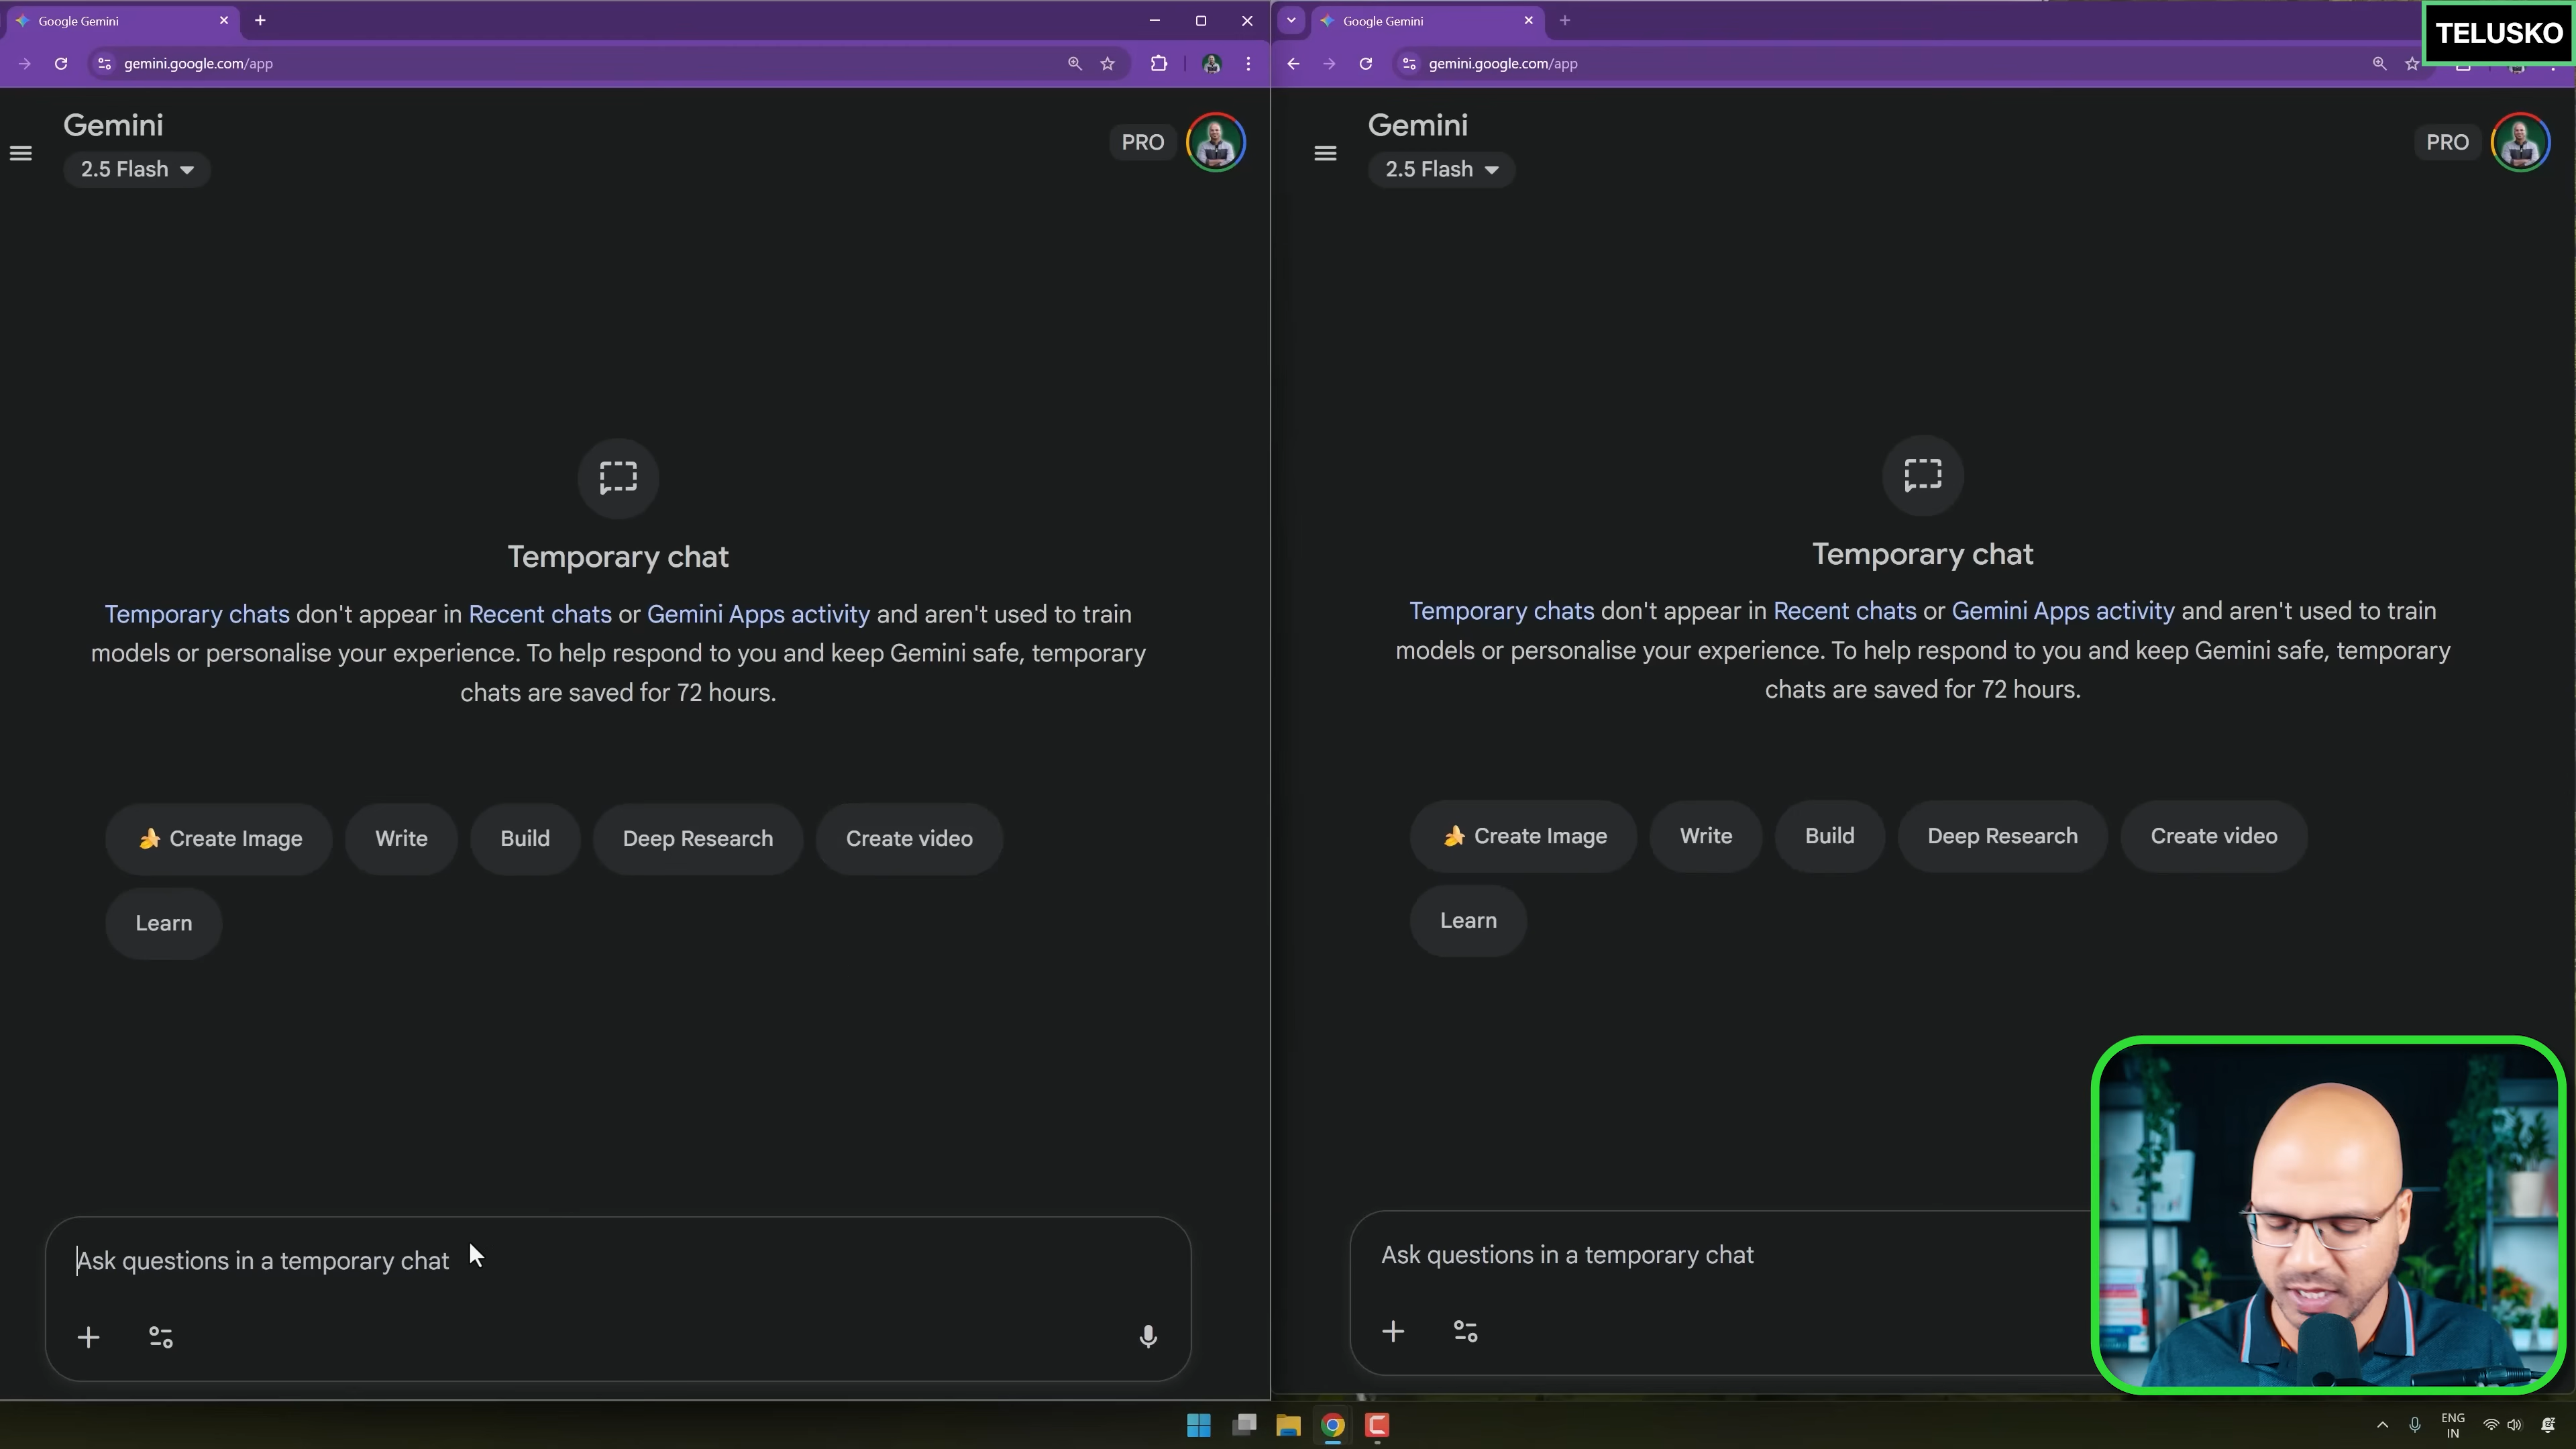 Google Gemini
gemini.google.com/app
Gemini
2.5 Flash
PRO
Temporary chat
Temporary chats don't appear in Recent chats or Gemini Apps activity and aren't used to train
models or personalise your experience. To help respond to you and keep Gemini safe, temporary
chats are saved for 72 hours.
Create Image
Write
Build
Deep Research
Create video
Learn
Ask questions in a temporary chat
Google Gemini
TELUSKO
gemini.google.com/app
Gemini
2.5 Flash
PRO
Temporary chat
Temporary chats don't appear in Recent chats or Gemini Apps activity and aren't used to train
models or personalise your experience. To help respond to you and keep Gemini safe, temporary
chats are saved for 72 hours.
Create Image
Write
Build
Deep Research
Create video
Learn
Ask questions in a temporary chat
ENG
IN